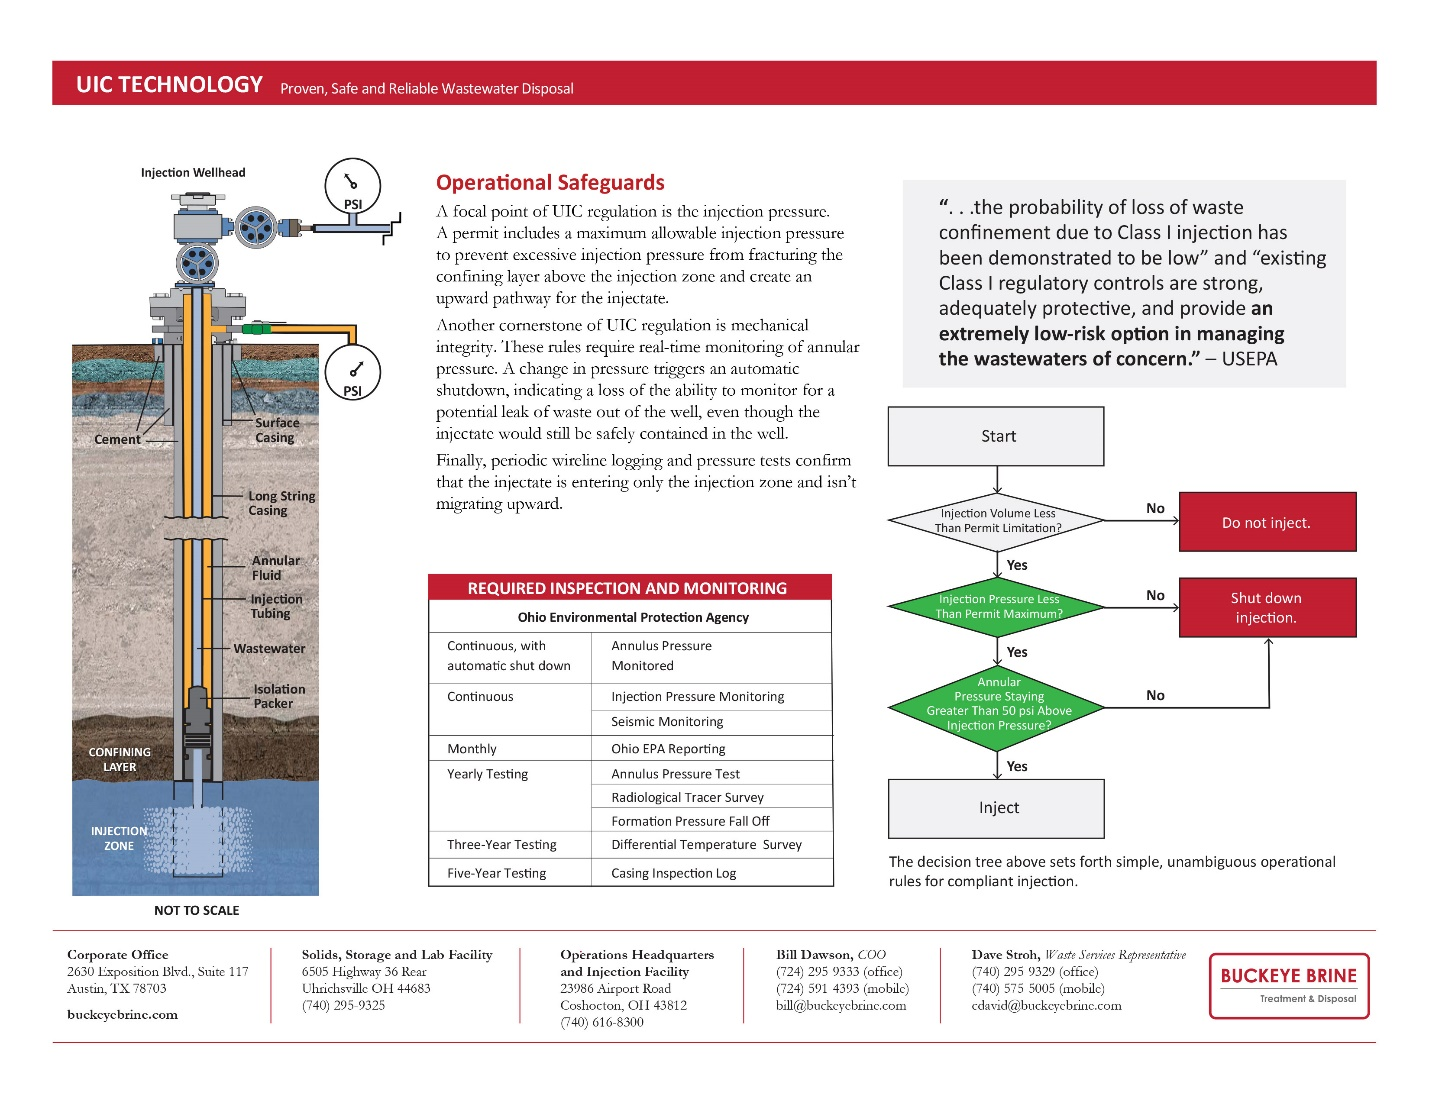 UIC TECHNOLOGY Proven, Safe and Reliable Wastewater Disposal
Injection Wellhead
PSI
PSI
Cement
Surface
Casing
Long String
Casing
Annular
Fluid
Injection
Tubing
Wastewater
Isolation
Packer
CONFINING
LAYER
INJECTION
ZONE
NOT TO SCALE
Operational Safeguards
A focal point of UIC regulation is the injection pressure.
A permit includes a maximum allowable injection pressure
to prevent excessive injection pressure from fracturing the
confining layer above the injection zone and create an
upward pathway for the injectate.
Another cornerstone of UIC regulation is mechanical
integrity. These rules require real-time monitoring of annular
pressure. A change in pressure triggers an automatic
shutdown, indicating a loss of the ability to monitor for a
potential leak of waste out of the well, even though the
injectate would still be safely contained in the well.
Finally, periodic wireline logging and pressure tests confirm
that the injectate is entering only the injection zone and isn't
migrating upward.
REQUIRED INSPECTION AND MONITORING
Ohio Environmental Protection Agency
Continuous, with
automatic shut down
Annulus Pressure
Monitored
Continuous
Injection Pressure Monitoring
Seismic Monitoring
Monthly
Ohio EPA Reporting
Yearly Testing
Annulus Pressure Test
Radiological Tracer Survey
Formation Pressure Fall Off
Three-Year Testing
Differential Temperature Survey
Five-Year Testing
Casing Inspection Log
“. . .the probability of loss of waste
confinement due to Class I injection has
been demonstrated to be low” and “existing
Class I regulatory controls are strong,
adequately protective, and provide an
extremely low-risk option in managing
the wastewaters of concern.” – USEPA
Start
Injection Volume Less
Than Permit Limitation?
No
Do not inject.
Yes
Injection Pressure Less
Than Permit Maximum?
No
Shut down
injection.
Yes
Annular
Pressure Staying
Greater Than 50 psi Above
Injection Pressure?
No
Yes
Inject
The decision tree above sets forth simple, unambiguous operational
rules for compliant injection.
Corporate Office
2630 Exposition Blvd., Suite 117
Austin, TX 78703
buckeyebrine.com
Solids, Storage and Lab Facility
6505 Highway 36 Rear
Uhrichsville OH 44683
(740) 295-9325
Operations Headquarters
and Injection Facility
23986 Airport Road
Coshocton, OH 43812
(740) 616-8300
Bill Dawson, COO
(724) 295 9333 (office)
(724) 591 4393 (mobile)
bill@buckeyebrine.com
Dave Stroh, Waste Services Representative
(740) 295 9329 (office)
(740) 575 5005 (mobile)
cdavid@buckeyebrine.com
BUCKEYE BRINE
Treatment & Disposal